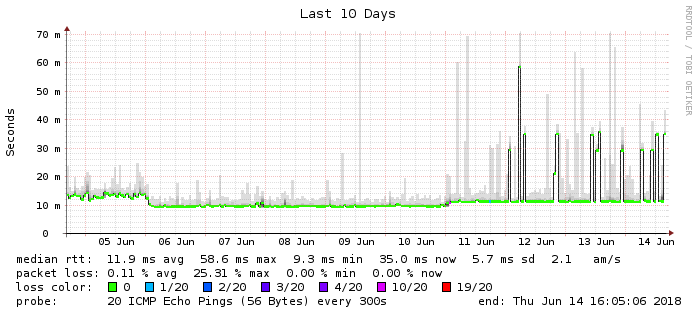 Last 10 Days
RRDTOOL / TOBI OETIKER
Seconds
70 m
60 m
50 m
40 m
30 m
20 m
10 m
0
05 Jun 06 Jun 07 Jun 08 Jun 09 Jun 10 Jun 11 Jun 12 Jun 13 Jun 14 Jun
median rtt: 11.9 ms avg 58.6 ms max 9.3 ms min 35.0 ms now 5.7 ms sd 2.1 am/s
packet loss: 0.11 % avg 25.31 % max 0.00 % min 0.00 % now
loss color: 0 1/20 2/20 3/20 4/20 10/20 19/20
probe: 20 ICMP Echo Pings (56 Bytes) every 300s end: Thu Jun 14 16:05:06 2018